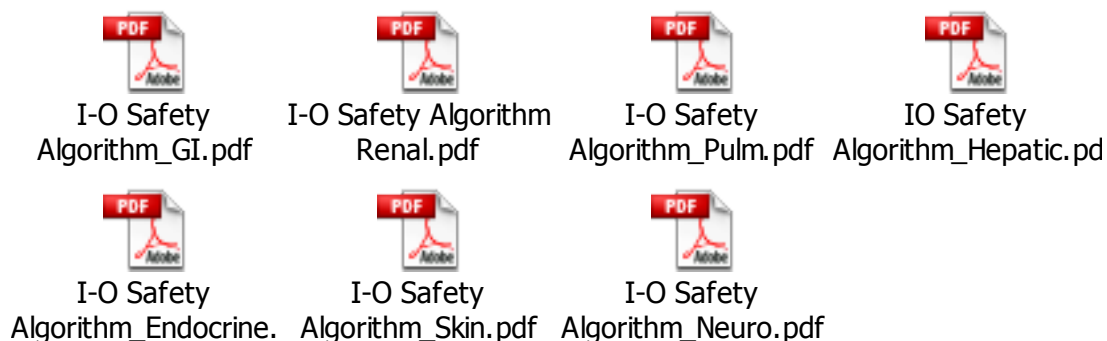 PDF PDF PDF PDF
Adobe Adobe Adobe Adobe
I-O Safety I-O Safety Algorithm I-O Safety IO Safety
Algorithm_GI.pdf Renal.pdf Algorithm_Pulm.pdf Algorithm_Hepatic.pd
PDF PDF PDF
Adobe Adobe Adobe
I-O Safety I-O Safety I-O Safety
Algorithm_Endocrine. Algorithm_Skin.pdf Algorithm_Neuro.pdf